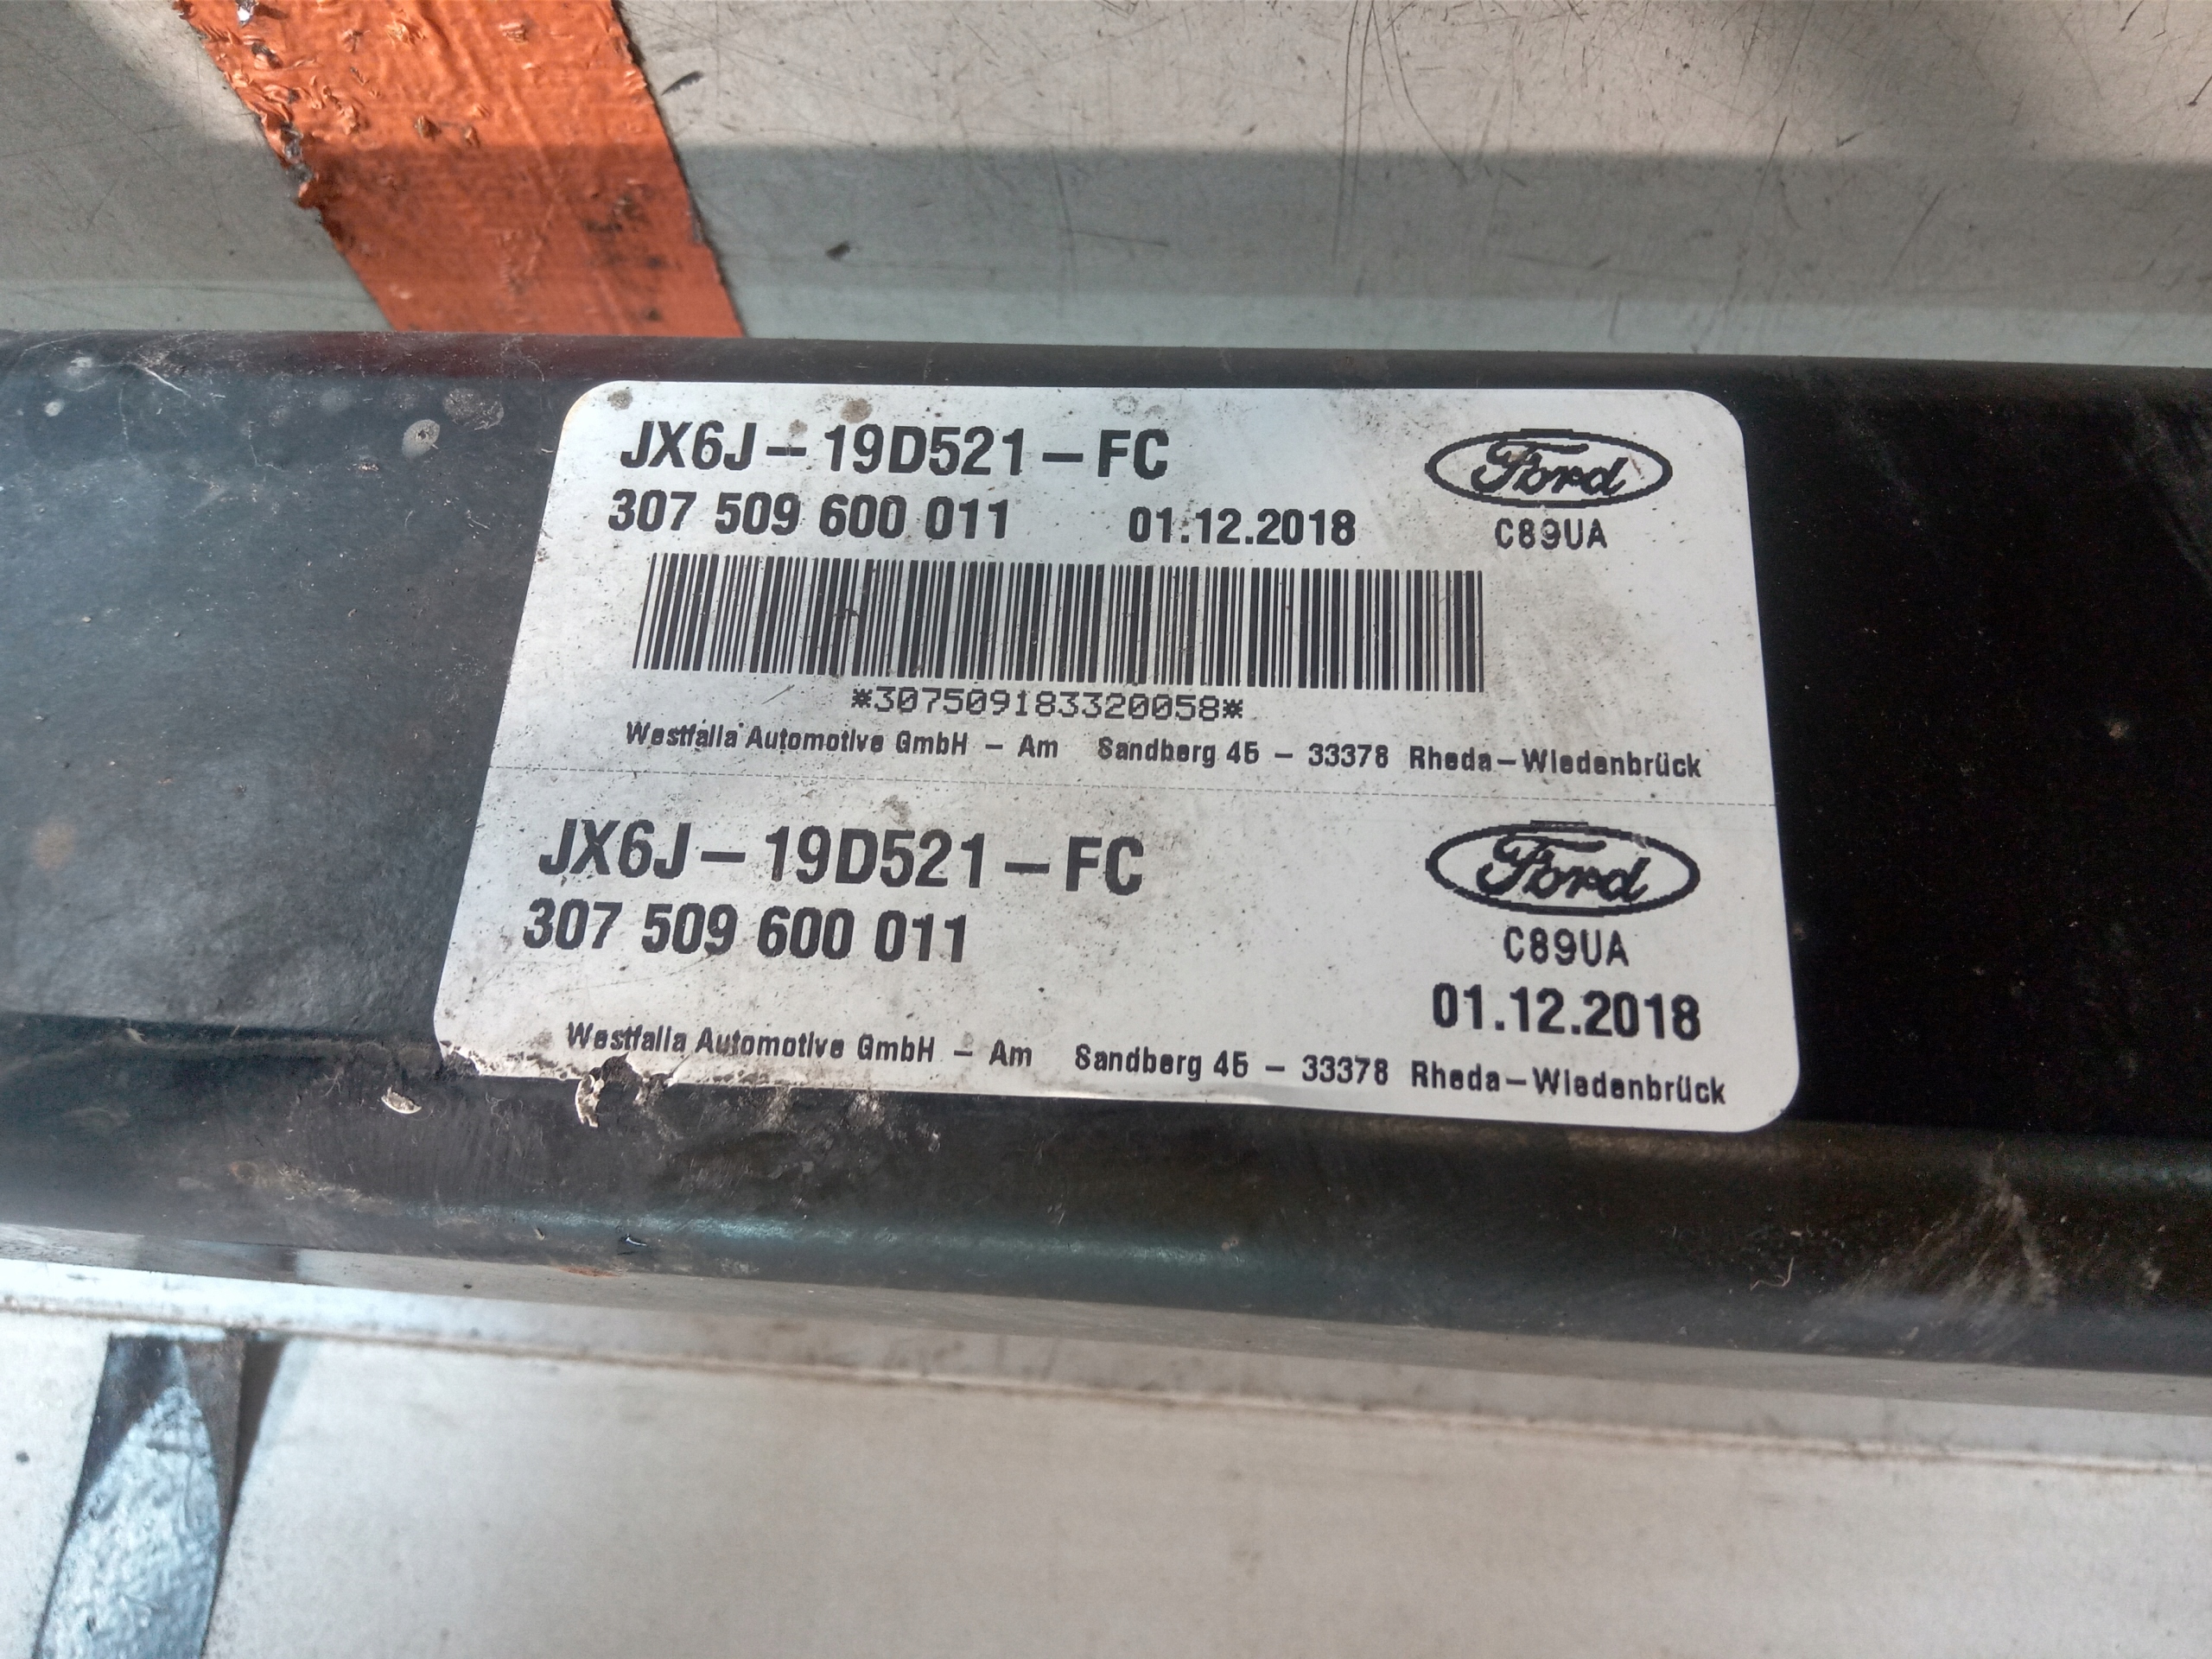 JX6J-19D521-FC
Ford
307 509 600 011 01.12.2018
C89UA
*307509183320058*
Westfalia Automotive GmbH - Am Sandberg 45 - 33378 Rheda-Wiedenbrück
JX6J-19D521-FC
Ford
307 509 600 011
C89UA
01.12.2018
Westfalia Automotive GmbH - Am Sandberg 45 - 33378 Rheda-Wiedenbrück